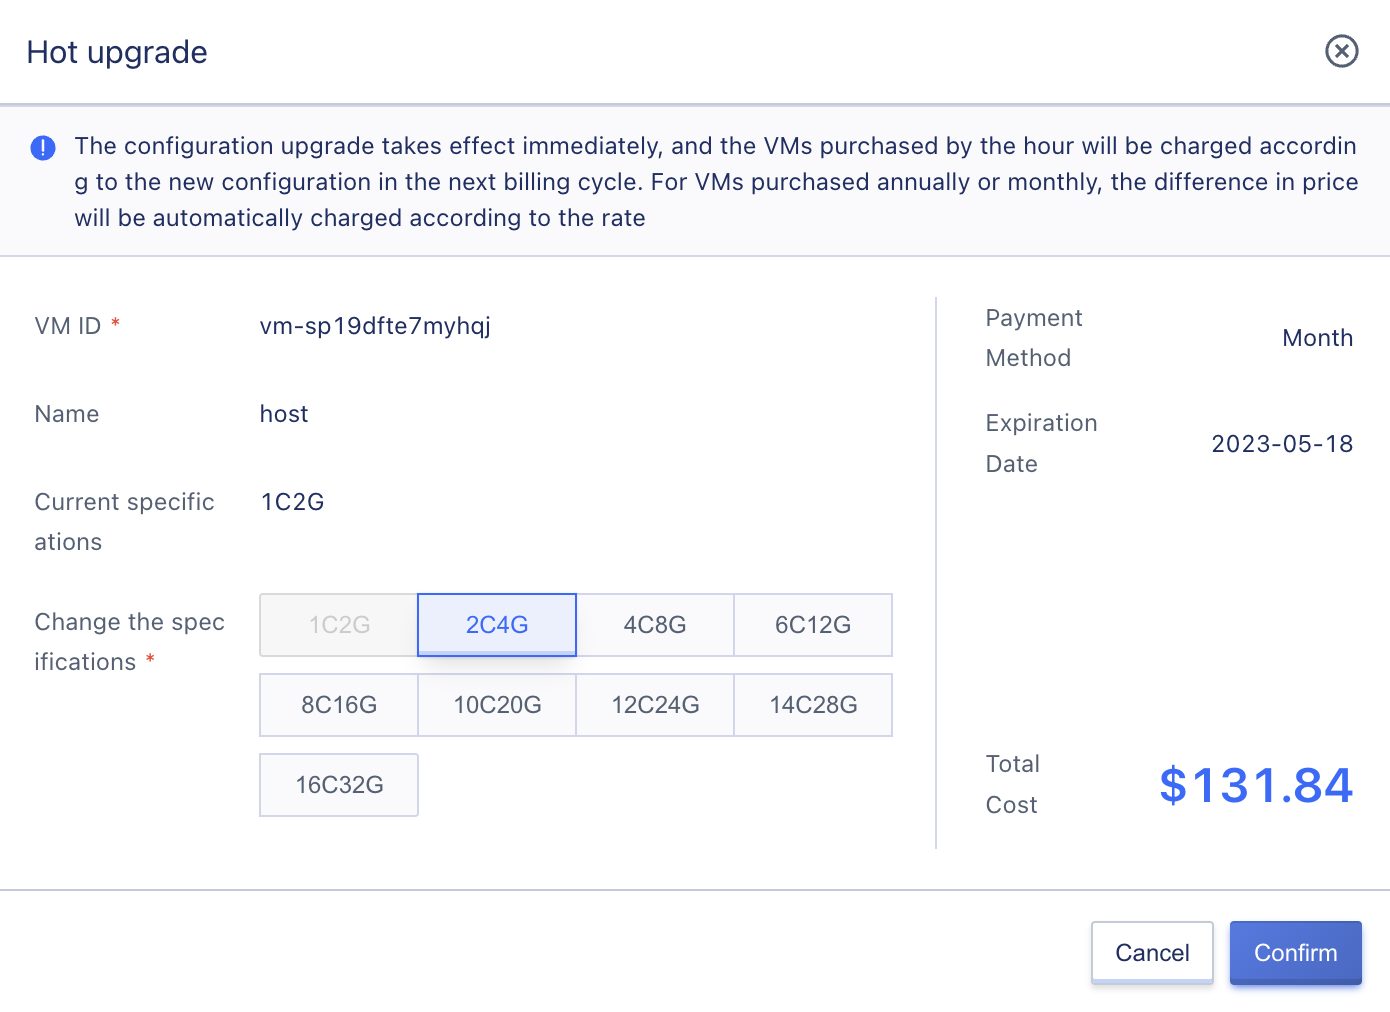 Hot upgrade
The configuration upgrade takes effect immediately, and the VMs purchased by the hour will be charged accordin
g to the new configuration in the next billing cycle. For VMs purchased annually or monthly, the difference in price
will be automatically charged according to the rate
VM ID * vm-sp19dfte7myhqj
Name host
Current specific 1C2G
ations
Change the spec
ifications *
1C2G 2C4G 4C8G 6C12G
8C16G 10C20G 12C24G 14C28G
16C32G
Payment
Method
Month
Expiration
Date
2023-05-18
Total
Cost
$131.84
Cancel Confirm